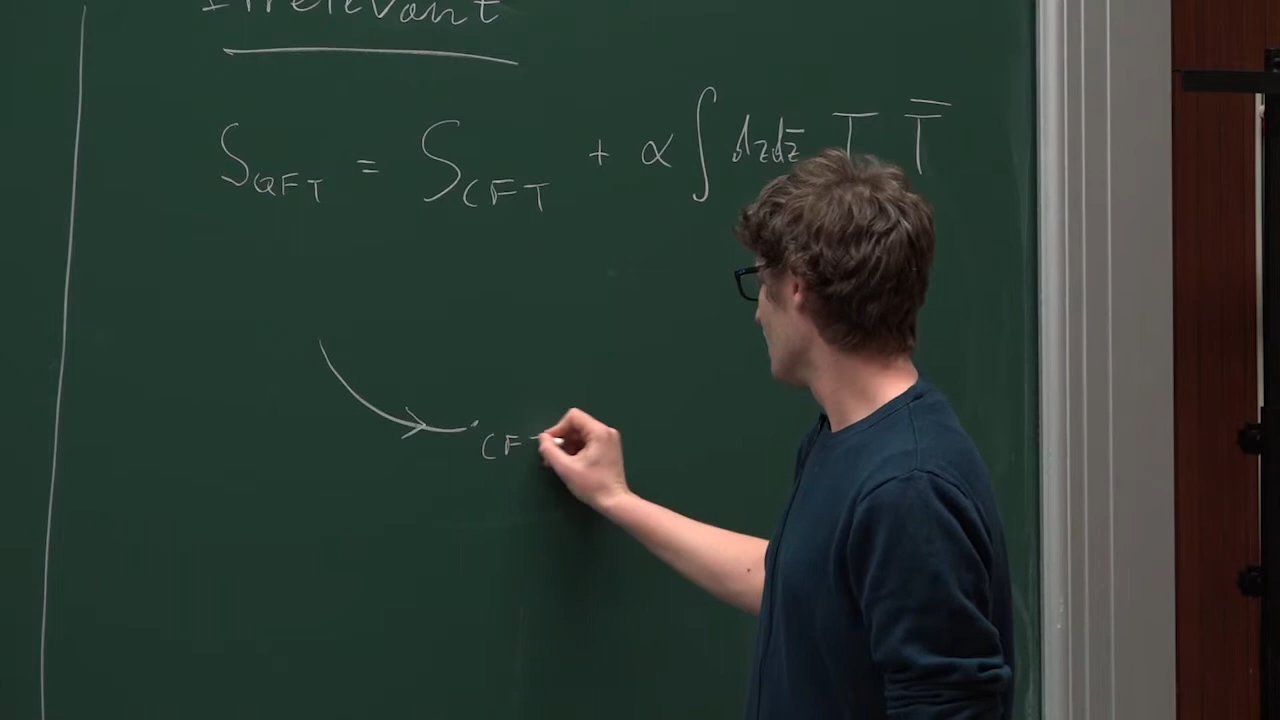 Irrelevant
S_QFT = S_CFT + α ∫ dzdz̄ T T̄
CFT